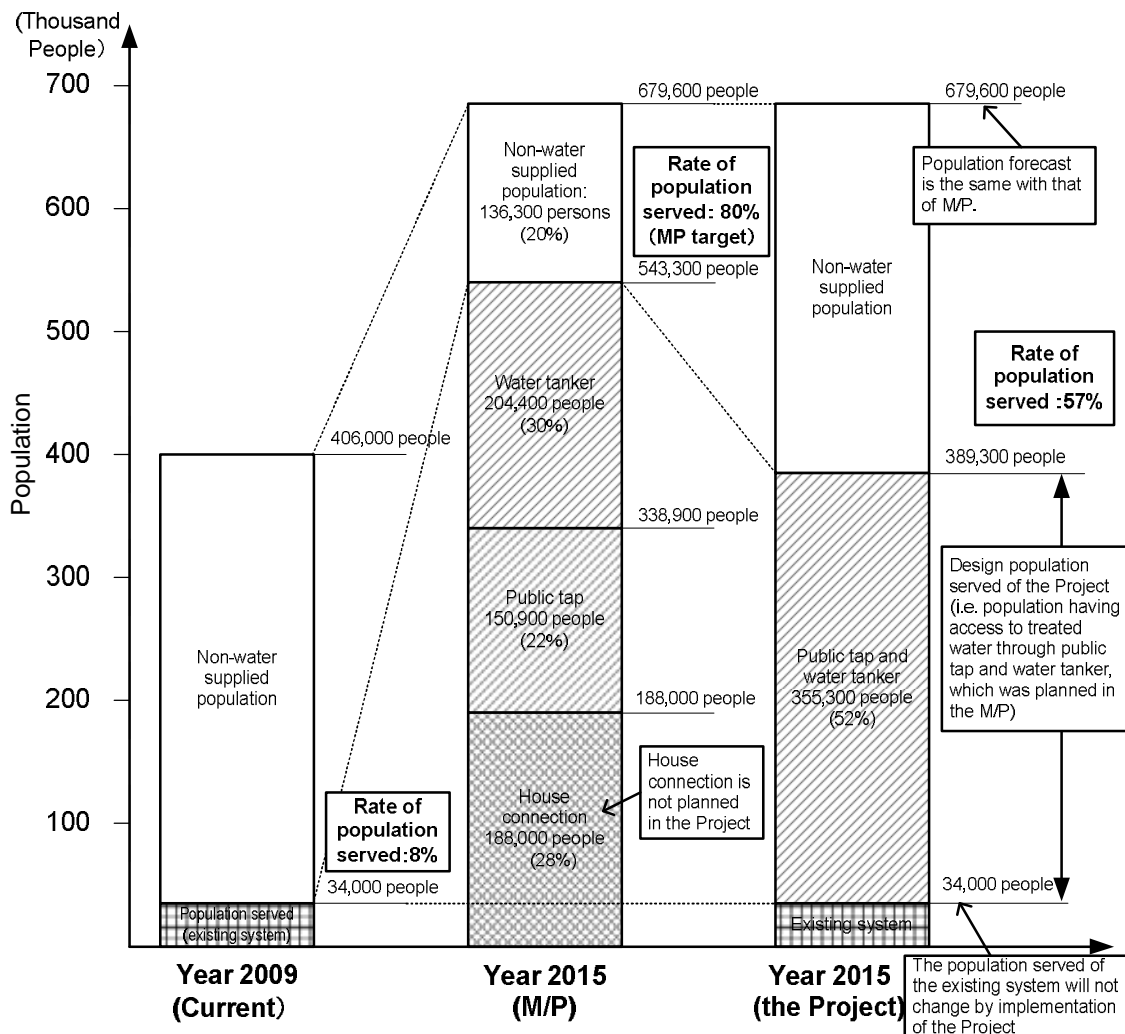 (Thousand
People)
700
600
500
400
300
200
100
Population
406,000 people
Non-water supplied
population
Rate of
population
served:8%
34,000 people
Population served
(existing system)
Year 2009
(Current)
679,600 people
Non-water
supplied
population:
136,300 persons
(20%)
Rate of
population
served: 80%
(MP target)
543,300 people
Water tanker
204,400 people
(30%)
338,900 people
Public tap
150,900 people
(22%)
188,000 people
House
connection
188,000 people
(28%)
House
connection is
not planned
in the Project
Year 2015
(M/P)
679,600 people
Population forecast
is the same with that
of M/P.
Non-water
supplied
population
Rate of
population
served :57%
389,300 people
Public tap and
water tanker
355,300 people
(52%)
Design population
served of the Project
(i.e. population having
access to treated
water through public
tap and water tanker,
which was planned in
the M/P)
34,000 people
Existing system
Year 2015
(the Project)
The population served of
the existing system will not
change by implementation
of the Project